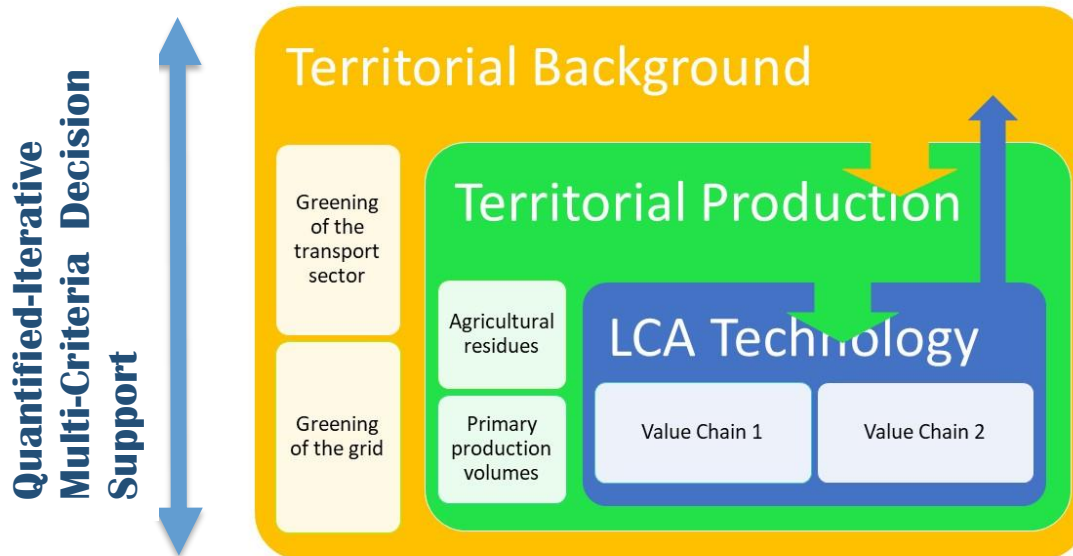 Quantified-Iterative
Multi-Criteria Decision
Support
Territorial Background
Greening
of the
transport
sector
Greening
of the grid
Territorial Production
Agricultural
residues
Primary
production
volumes
LCA Technology
Value Chain 1
Value Chain 2